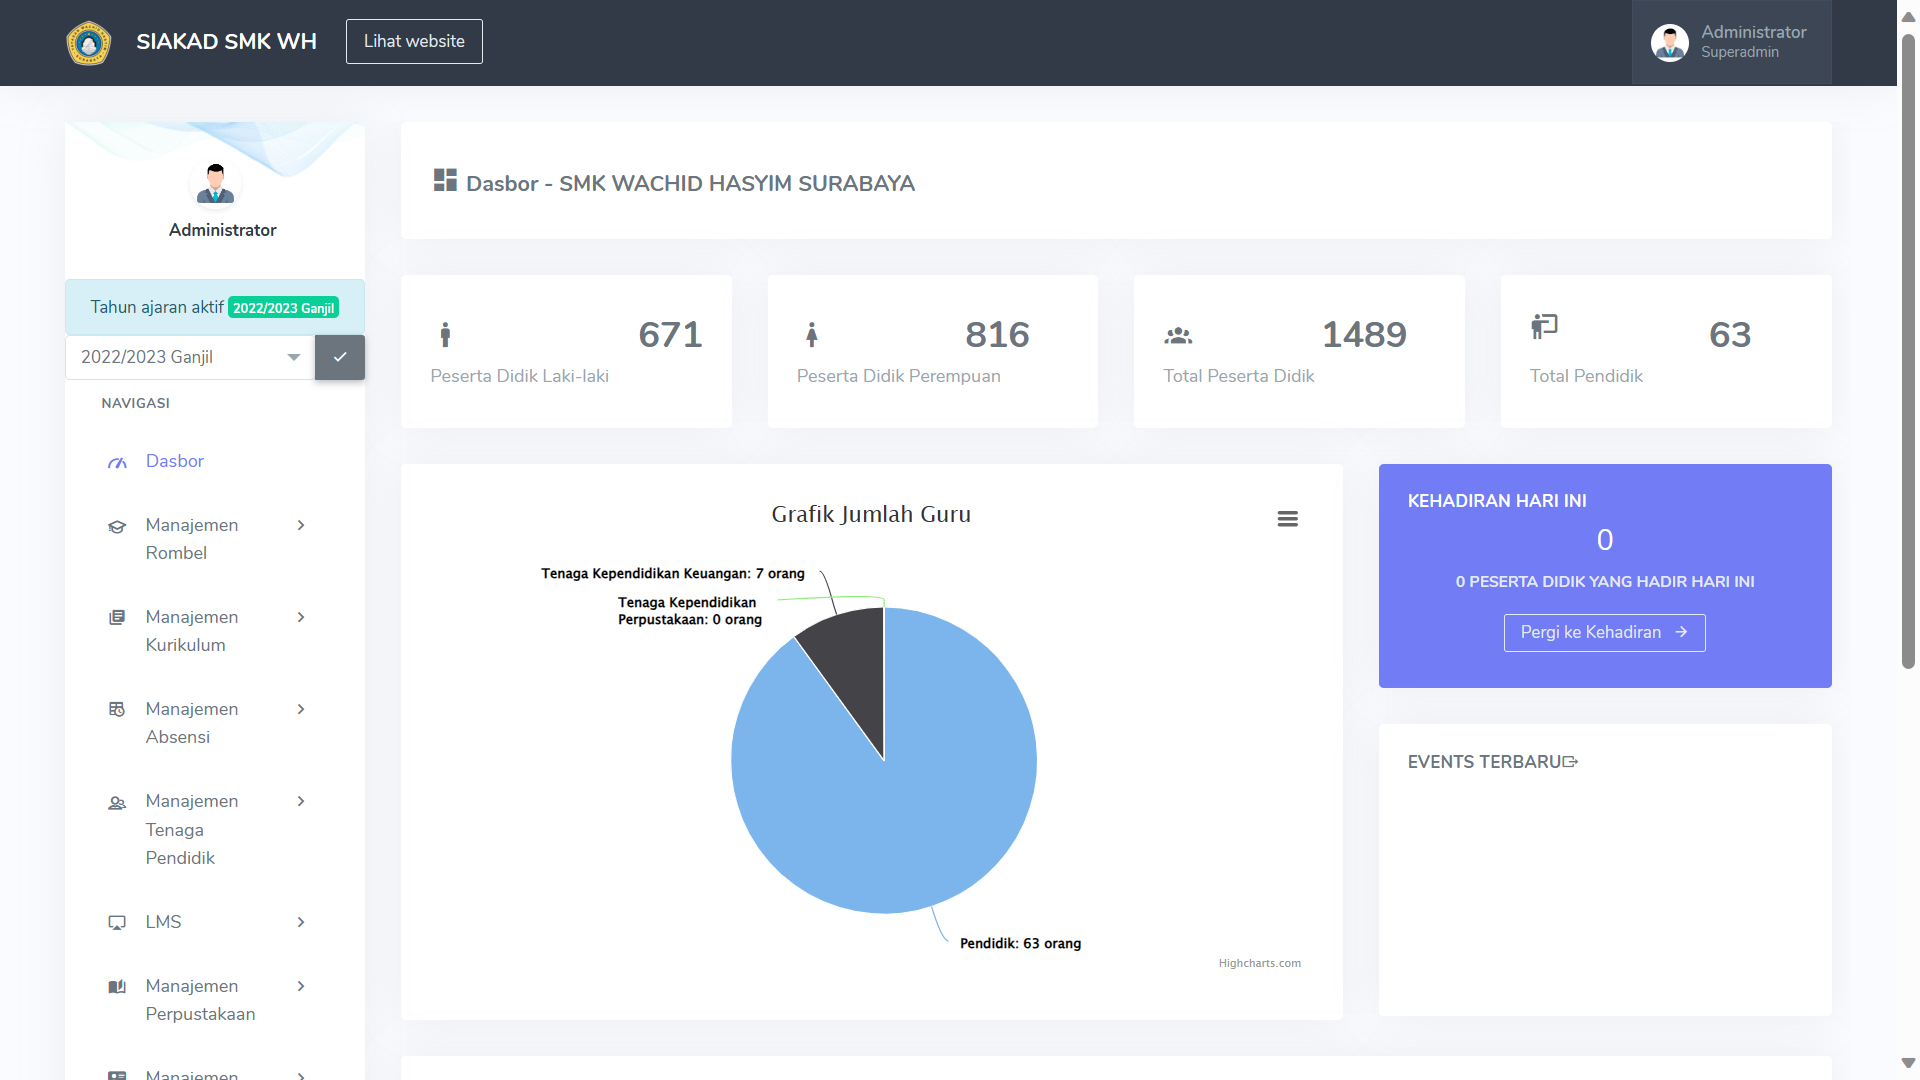 SIAKAD SMK WH
Lihat website
Administrator
Superadmin
Administrator
Tahun ajaran aktif 2022/2023 Ganjil
2022/2023 Ganjil
NAVIGASI
Dasbor
Manajemen
Rombel
Manajemen
Kurikulum
Manajemen
Absensi
Manajemen
Tenaga
Pendidik
LMS
Manajemen
Perpustakaan
Manajemen
Dasbor - SMK WACHID HASYIM SURABAYA
671
Peserta Didik Laki-laki
816
Peserta Didik Perempuan
1489
Total Peserta Didik
63
Total Pendidik
Grafik Jumlah Guru
Tenaga Kependidikan Keuangan: 7 orang
Tenaga Kependidikan
Perpustakaan: 0 orang
Pendidik: 63 orang
Highcharts.com
KEHADIRAN HARI INI
0
0 PESERTA DIDIK YANG HADIR HARI INI
Pergi ke Kehadiran
EVENTS TERBARU